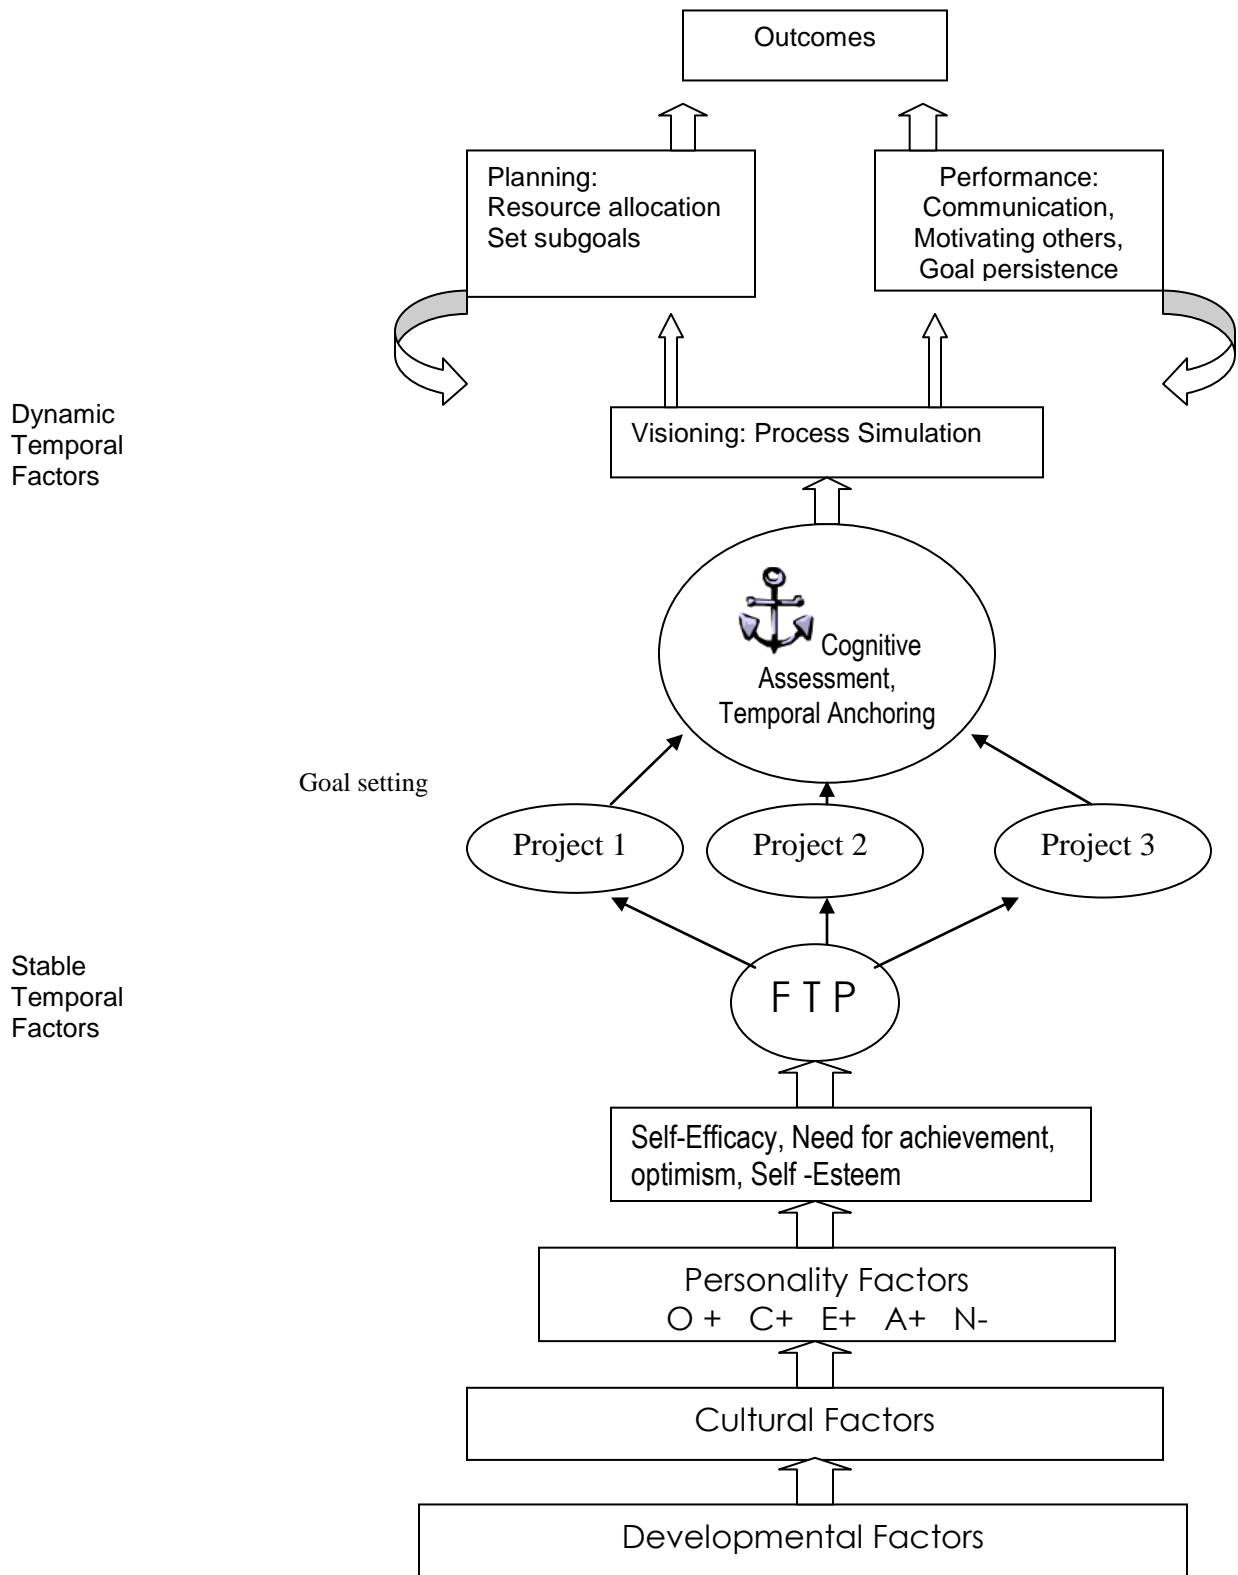 Outcomes
Planning:
Resource allocation
Set subgoals
Performance:
Communication,
Motivating others,
Goal persistence
Dynamic
Temporal
Factors
Visioning: Process Simulation
Cognitive
Assessment,
Temporal Anchoring
Goal setting
Project 1
Project 2
Project 3
Stable
Temporal
Factors
F T P
Self-Efficacy, Need for achievement,
optimism, Self -Esteem
Personality Factors
O + C+ E+ A+ N-
Cultural Factors
Developmental Factors